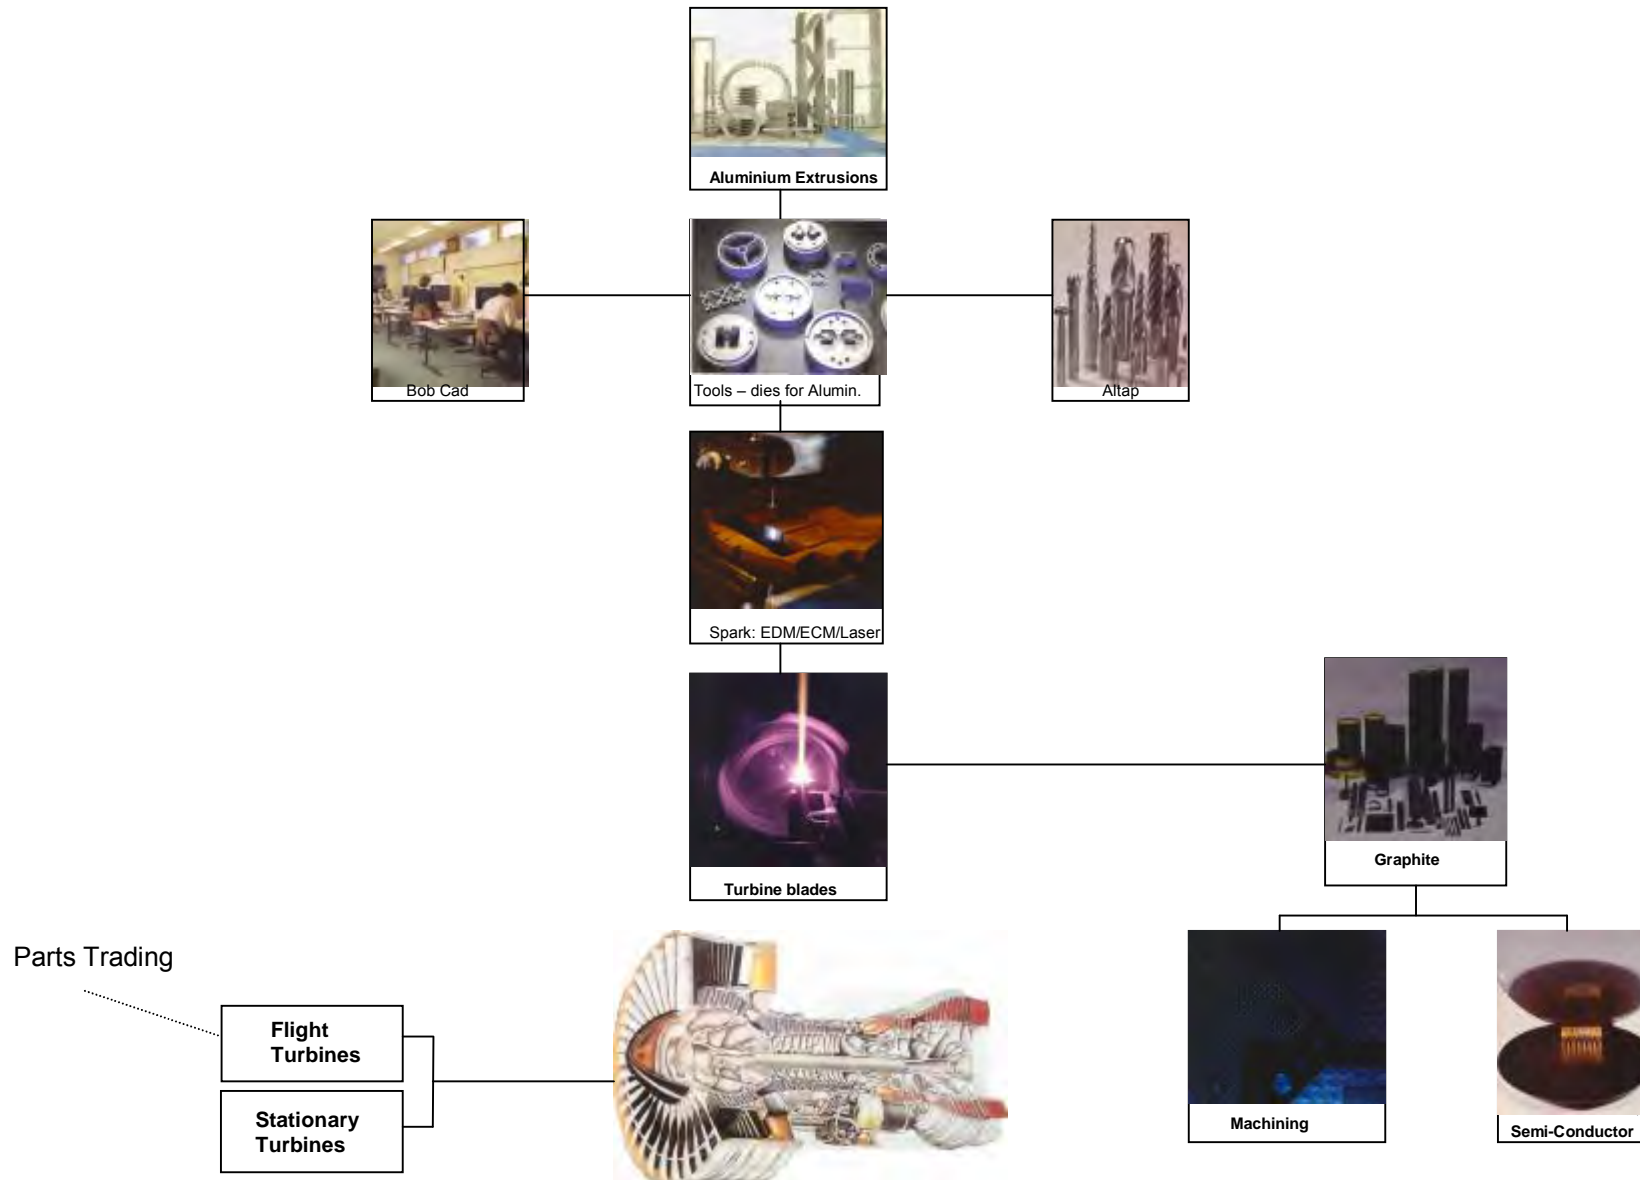 Aluminium Extrusions
Bob Cad
Tools – dies for Alumin.
Altap
Spark: EDM/ECM/Laser
Graphite
Turbine blades
Parts Trading
Flight
Turbines
Stationary
Turbines
Machining
Semi-Conductor